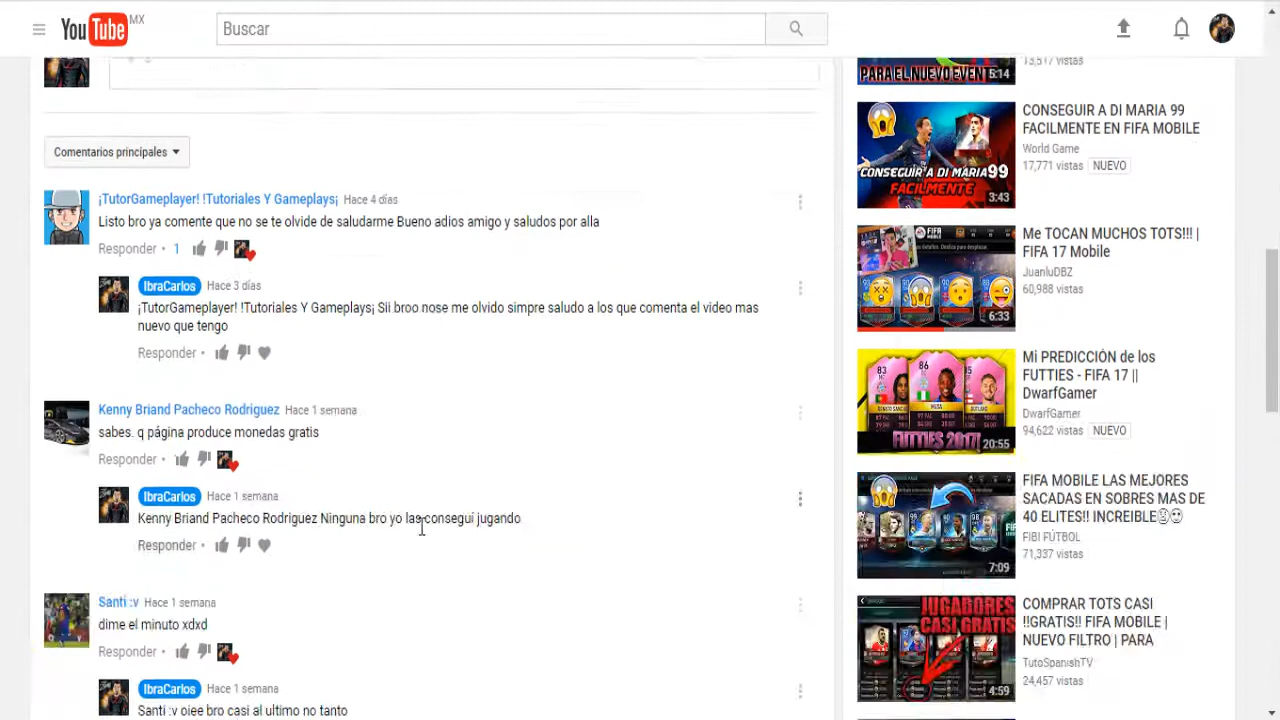 YouTube MX
Buscar
Comentarios principales
¡TutorGameplayer! !Tutoriales Y Gameplays¡ Hace 4 días
Listo bro ya comente que no se te olvide de saludarme Bueno adios amigo y saludos por alla
Responder • 1
IbraCarlos Hace 3 días
¡TutorGameplayer! !Tutoriales Y Gameplays¡ Sii broo nose me olvido simpre saludo a los que comenta el video mas
nuevo que tengo
Responder •
Kenny Briand Pacheco Rodriguez Hace 1 semana
sabes. q página produce monedas gratis
Responder •
IbraCarlos Hace 1 semana
Kenny Briand Pacheco Rodriguez Ninguna bro yo las conseguí jugando
Responder •
Santi :v Hace 1 semana
dime el minuto xdxd
Responder •
IbraCarlos Hace 1 semana
PARA EL NUEVO EVENT
5:14
13,517 vistas
CONSEGUIR A DI MARIA 99
FACILMENTE
3:43
CONSEGUIR A DI MARIA 99
FACILMENTE EN FIFA MOBILE
World Game
17,771 vistas NUEVO
6:33
Me TOCAN MUCHOS TOTS!!! |
FIFA 17 Mobile
JuanluDBZ
60,988 vistas
83
86
MUSA
FUTTIES 2017
20:55
Mi PREDICCIÓN de los
FUTTIES - FIFA 17 ||
DwarfGamer
DwarfGamer
94,622 vistas NUEVO
7:09
FIFA MOBILE LAS MEJORES
SACADAS EN SOBRES MAS DE
40 ELITES!! INCREIBLE
FIBI FÚTBOL
71,337 vistas
JUGADORES
CASI GRATIS
4:59
COMPRAR TOTS CASI
!!GRATIS!! FIFA MOBILE |
NUEVO FILTRO | PARA
TutoSpanishTV
24,457 vistas